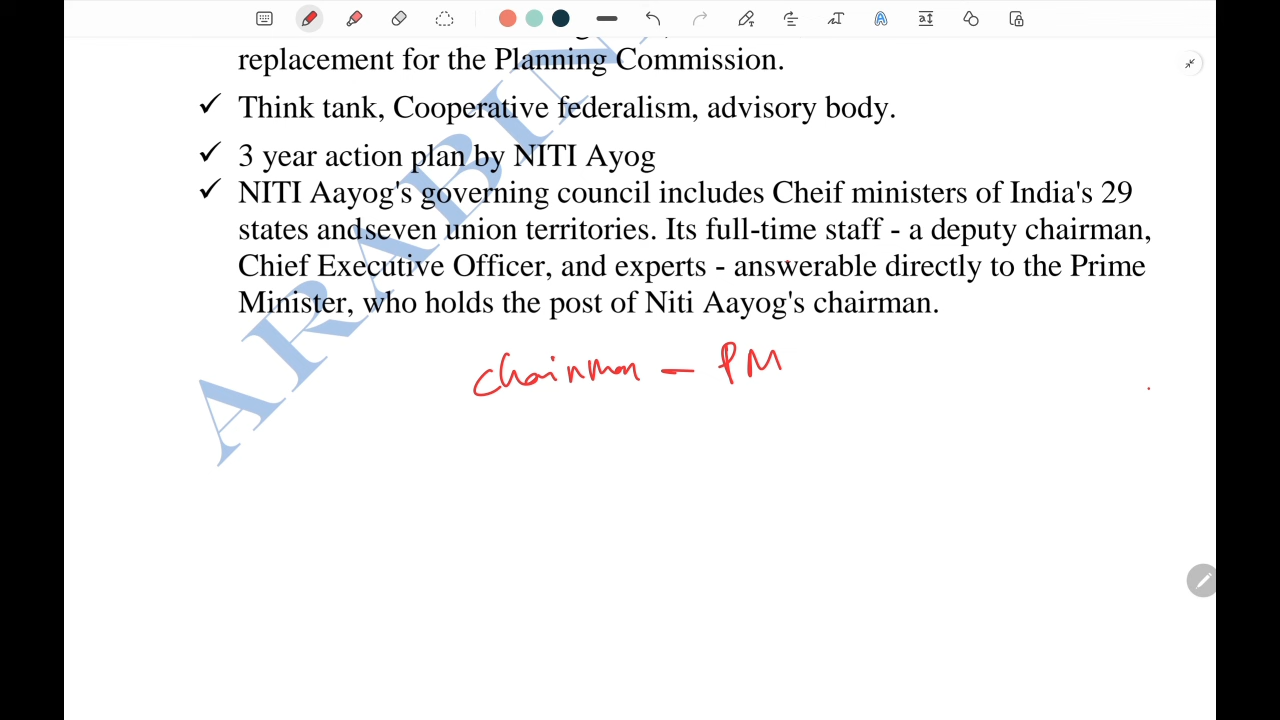 replacement for the Planning Commission.
✓ Think tank, Cooperative federalism, advisory body.
✓ 3 year action plan by NITI Ayog
✓ NITI Aayog's governing council includes Cheif ministers of India's 29
states and seven union territories. Its full-time staff - a deputy chairman,
Chief Executive Officer, and experts - answerable directly to the Prime
Minister, who holds the post of Niti Aayog's chairman.
Chairman – PM
ARABIN